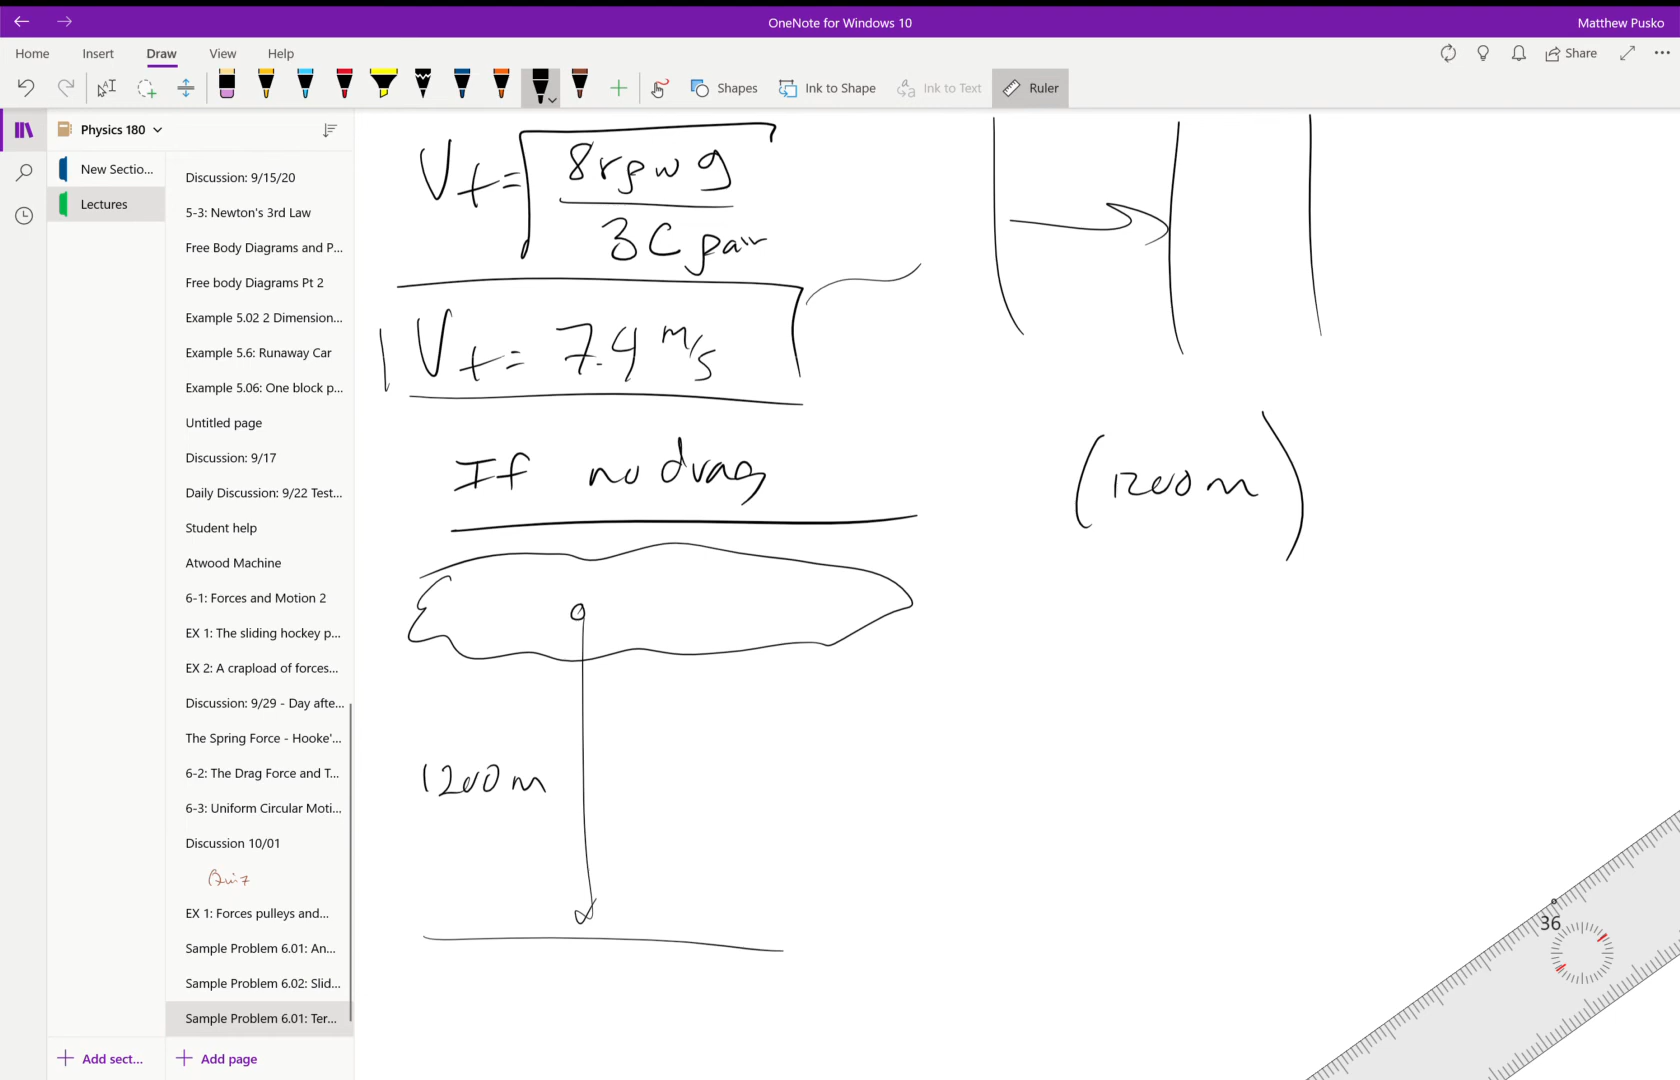 OneNote for Windows 10
Matthew Pusko
Home Insert Draw View Help
Share
Shapes Ink to Shape Ink to Text Ruler
Physics 180
New Sectio...
Lectures
Discussion: 9/15/20
5-3: Newton's 3rd Law
Free Body Diagrams and P...
Free body Diagrams Pt 2
Example 5.02 2 Dimension...
Example 5.6: Runaway Car
Example 5.06: One block p...
Untitled page
Discussion: 9/17
Daily Discussion: 9/22 Test...
Student help
Atwood Machine
6-1: Forces and Motion 2
EX 1: The sliding hockey p...
EX 2: A crapload of forces...
Discussion: 9/29 - Day afte...
The Spring Force - Hooke'...
6-2: The Drag Force and T...
6-3: Uniform Circular Moti...
Discussion 10/01
Quiz
EX 1: Forces pulleys and...
Sample Problem 6.01: An...
Sample Problem 6.02: Slid...
Sample Problem 6.01: Ter...
Add sect...
Add page
Vt = √(8rρwg / 3Cρair)
Vt = 7.4 m/s
If no drag
(1200m)
1200m
36